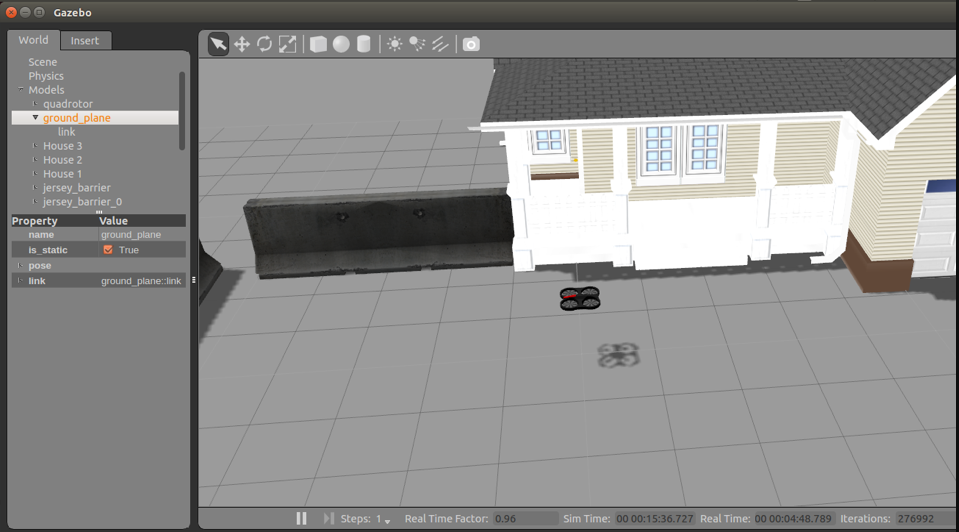 Gazebo
World Insert
Scene
Physics
Models
quadrotor
ground_plane
link
House 3
House 2
House 1
jersey_barrier
jersey_barrier_0
Property Value
name ground_plane
is_static True
pose
link ground_plane::link
Steps: 1 Real Time Factor: 0.96 Sim Time: 00 00:15:36.727 Real Time: 00 00:04:48.789 Iterations: 276992